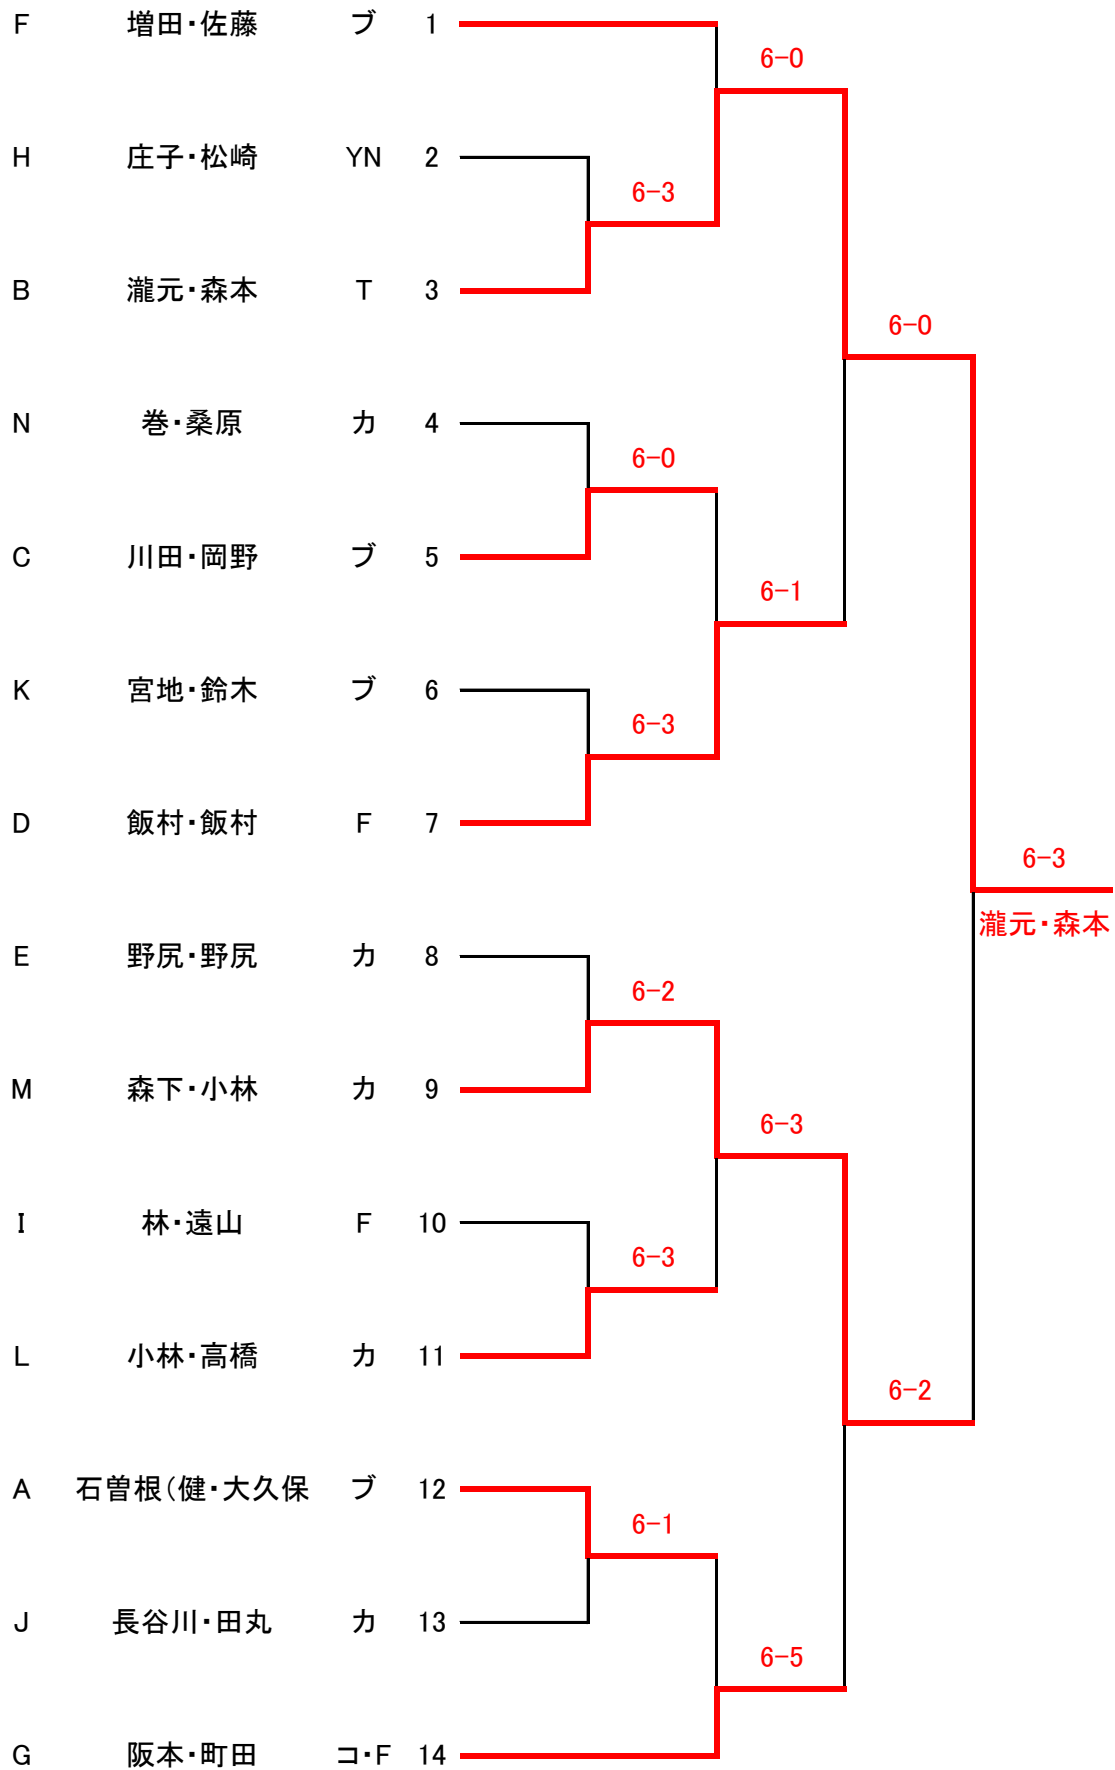 F 増田・佐藤 ブ 1
6-0
H 庄子・松崎 YN 2
6-3
B 瀧元・森本 T 3
6-0
N 巻・桑原 カ 4
6-0
C 川田・岡野 ブ 5
6-1
K 宮地・鈴木 ブ 6
6-3
D 飯村・飯村 F 7
6-3
瀧元・森本
E 野尻・野尻 カ 8
6-2
M 森下・小林 カ 9
6-3
I 林・遠山 F 10
6-3
L 小林・高橋 カ 11
6-2
A 石曽根(健・大久保 ブ 12
6-1
J 長谷川・田丸 カ 13
6-5
G 阪本・町田 コ・F 14